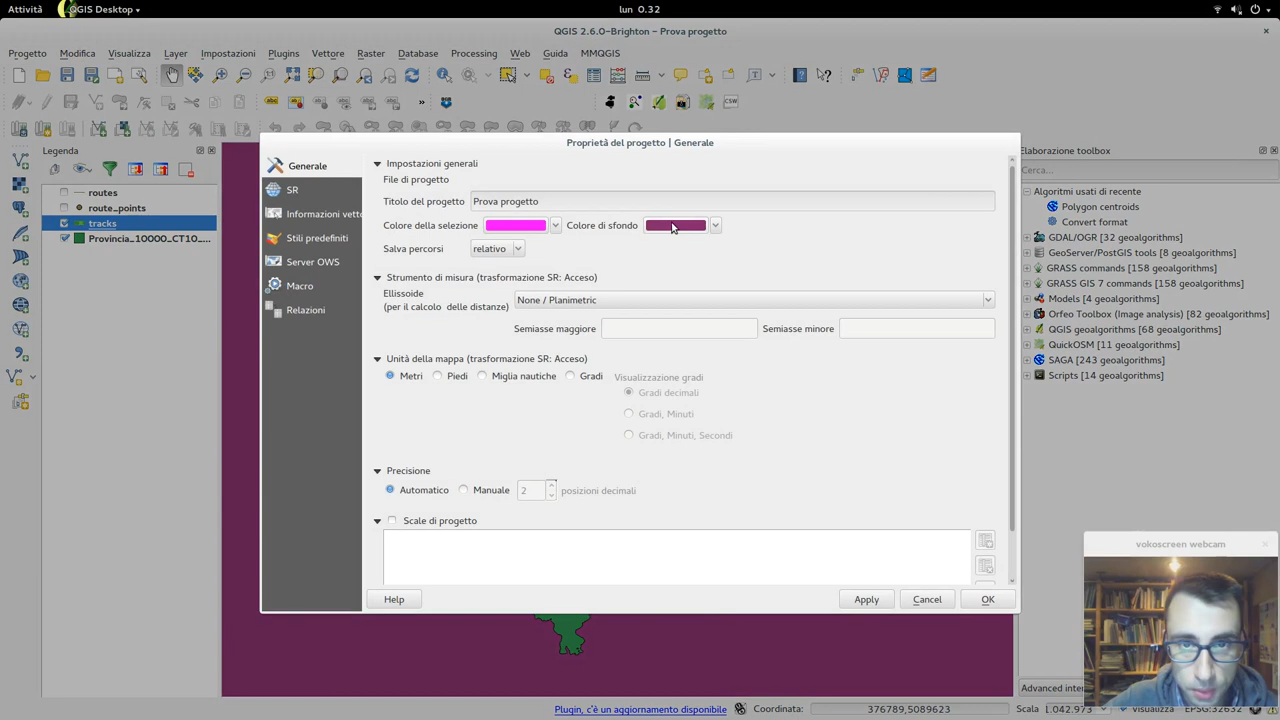 Attività
QGIS Desktop
lun 0.32
QGIS 2.6.0-Brighton – Prova progetto
Progetto Modifica Visualizza Layer Impostazioni Plugins Vettore Raster Database Processing Web Guida MMQGIS
Legenda
routes
route_points
tracks
Provincia_10000_CT10_...
Proprietà del progetto | Generale
Generale
SR
Informazioni vetto
Stili predefiniti
Server OWS
Macro
Relazioni
Impostazioni generali
File di progetto
Titolo del progetto Prova progetto
Colore della selezione Colore di sfondo
Salva percorsi relativo
Strumento di misura (trasformazione SR: Acceso)
Ellissoide
(per il calcolo delle distanze) None / Planimetric
Semiasse maggiore Semiasse minore
Unità della mappa (trasformazione SR: Acceso)
Metri Piedi Miglia nautiche Gradi Visualizzazione gradi
Gradi decimali
Gradi, Minuti
Gradi, Minuti, Secondi
Precisione
Automatico Manuale 2 posizioni decimali
Scale di progetto
Help Apply Cancel OK
Elaborazione toolbox
Cerca...
Algoritmi usati di recente
Polygon centroids
Convert format
GDAL/OGR [32 geoalgorithms]
GeoServer/PostGIS tools [8 geoalgorithms]
GRASS commands [158 geoalgorithms]
GRASS GIS 7 commands [158 geoalgorithms]
Models [4 geoalgorithms]
Orfeo Toolbox (Image analysis) [82 geoalgorithms]
QGIS geoalgorithms [68 geoalgorithms]
QuickOSM [11 geoalgorithms]
SAGA [243 geoalgorithms]
Scripts [14 geoalgorithms]
vokoscreen webcam
Advanced inter
Plugin, c'è un aggiornamento disponibile Coordinata: 376789,5089623 Scala 1.042.973 Visualizza EPSG:32632